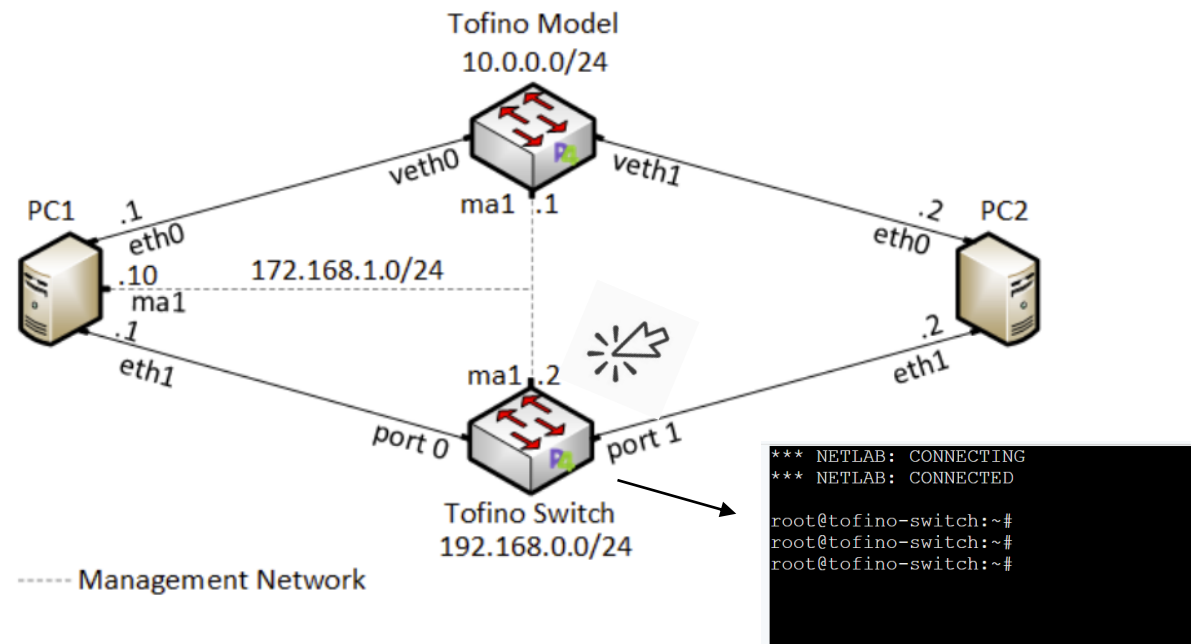 Tofino Model
10.0.0.0/24
veth0
veth1
ma1 .1
PC1
.1
eth0
.2
eth0
PC2
.10
ma1
172.168.1.0/24
.1
eth1
.2
eth1
ma1 .2
port 0
port 1
P4
P4
Tofino Switch
192.168.0.0/24
Management Network
*** NETLAB: CONNECTING
*** NETLAB: CONNECTED
root@tofino-switch:~#
root@tofino-switch:~#
root@tofino-switch:~#